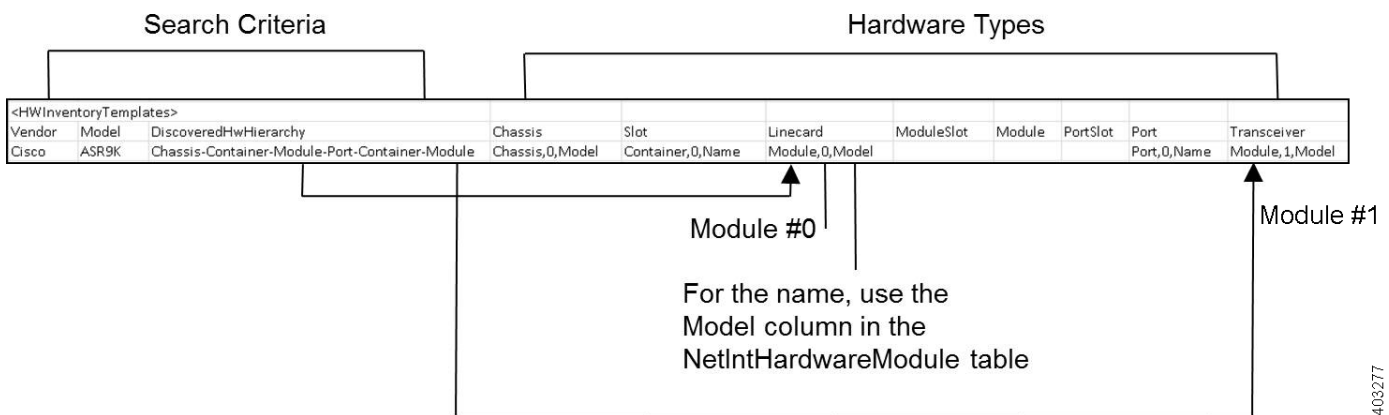 Search Criteria Hardware Types
<HWInventoryTemplates>
Vendor Model DiscoveredHwHierarchy Chassis Slot Linecard ModuleSlot Module PortSlot Port Transceiver
Cisco ASR9K Chassis-Container-Module-Port-Container-Module Chassis,0,Model Container,0,Name Module,0,Model Port,0,Name Module,1,Model
Module #0 Module #1
For the name, use the
Model column in the
NetIntHardwareModule table
403277